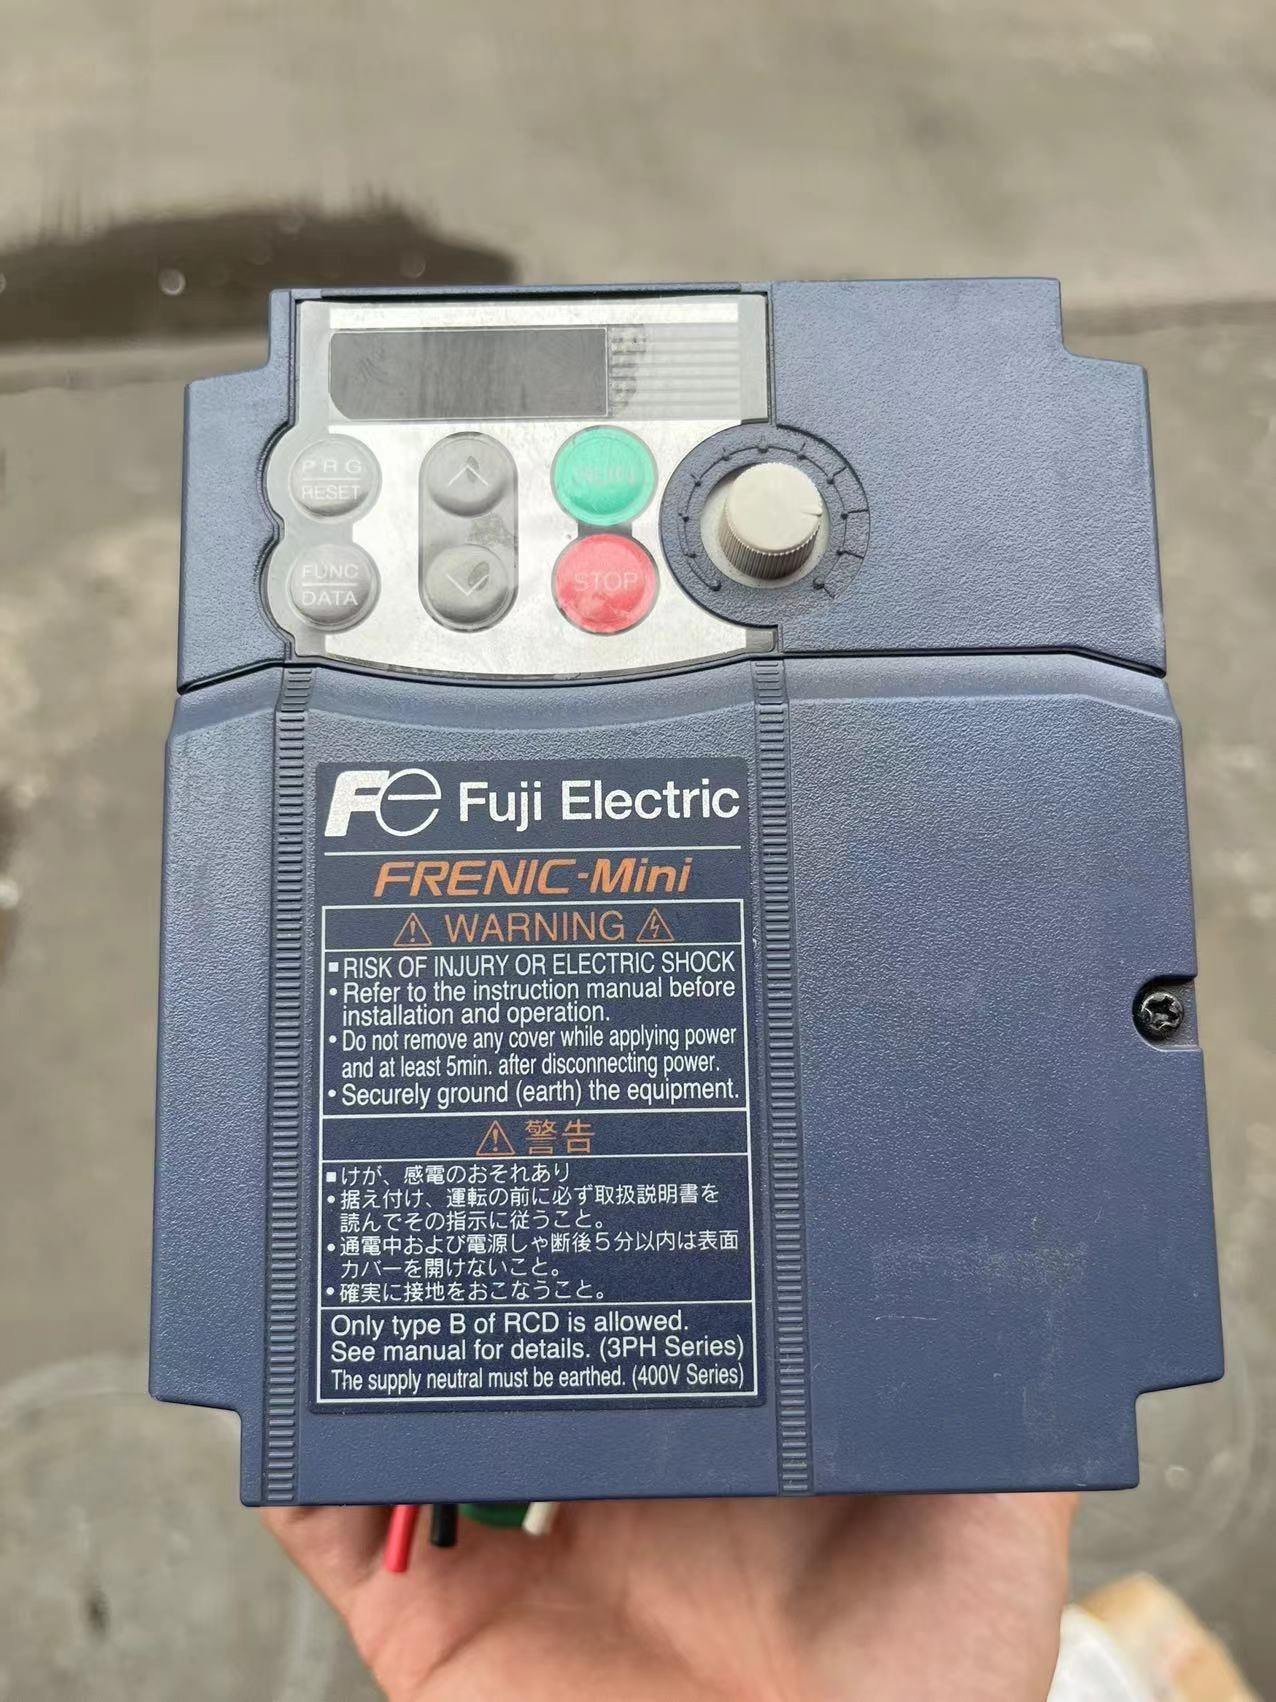 PRG
RESET
FUNC
DATA
RUN
STOP
Fe Fuji Electric
FRENIC-Mini
WARNING
RISK OF INJURY OR ELECTRIC SHOCK
• Refer to the instruction manual before
installation and operation.
• Do not remove any cover while applying power
and at least 5min. after disconnecting power.
• Securely ground (earth) the equipment.
警告
■ けが、感電のおそれあり
• 据え付け、運転の前に必ず取扱説明書を
読んでその指示に従うこと。
• 通電中および電源しゃ断後5分以内は表面
カバーを開けないこと。
• 確実に接地をおこなうこと。
Only type B of RCD is allowed.
See manual for details. (3PH Series)
The supply neutral must be earthed. (400V Series)